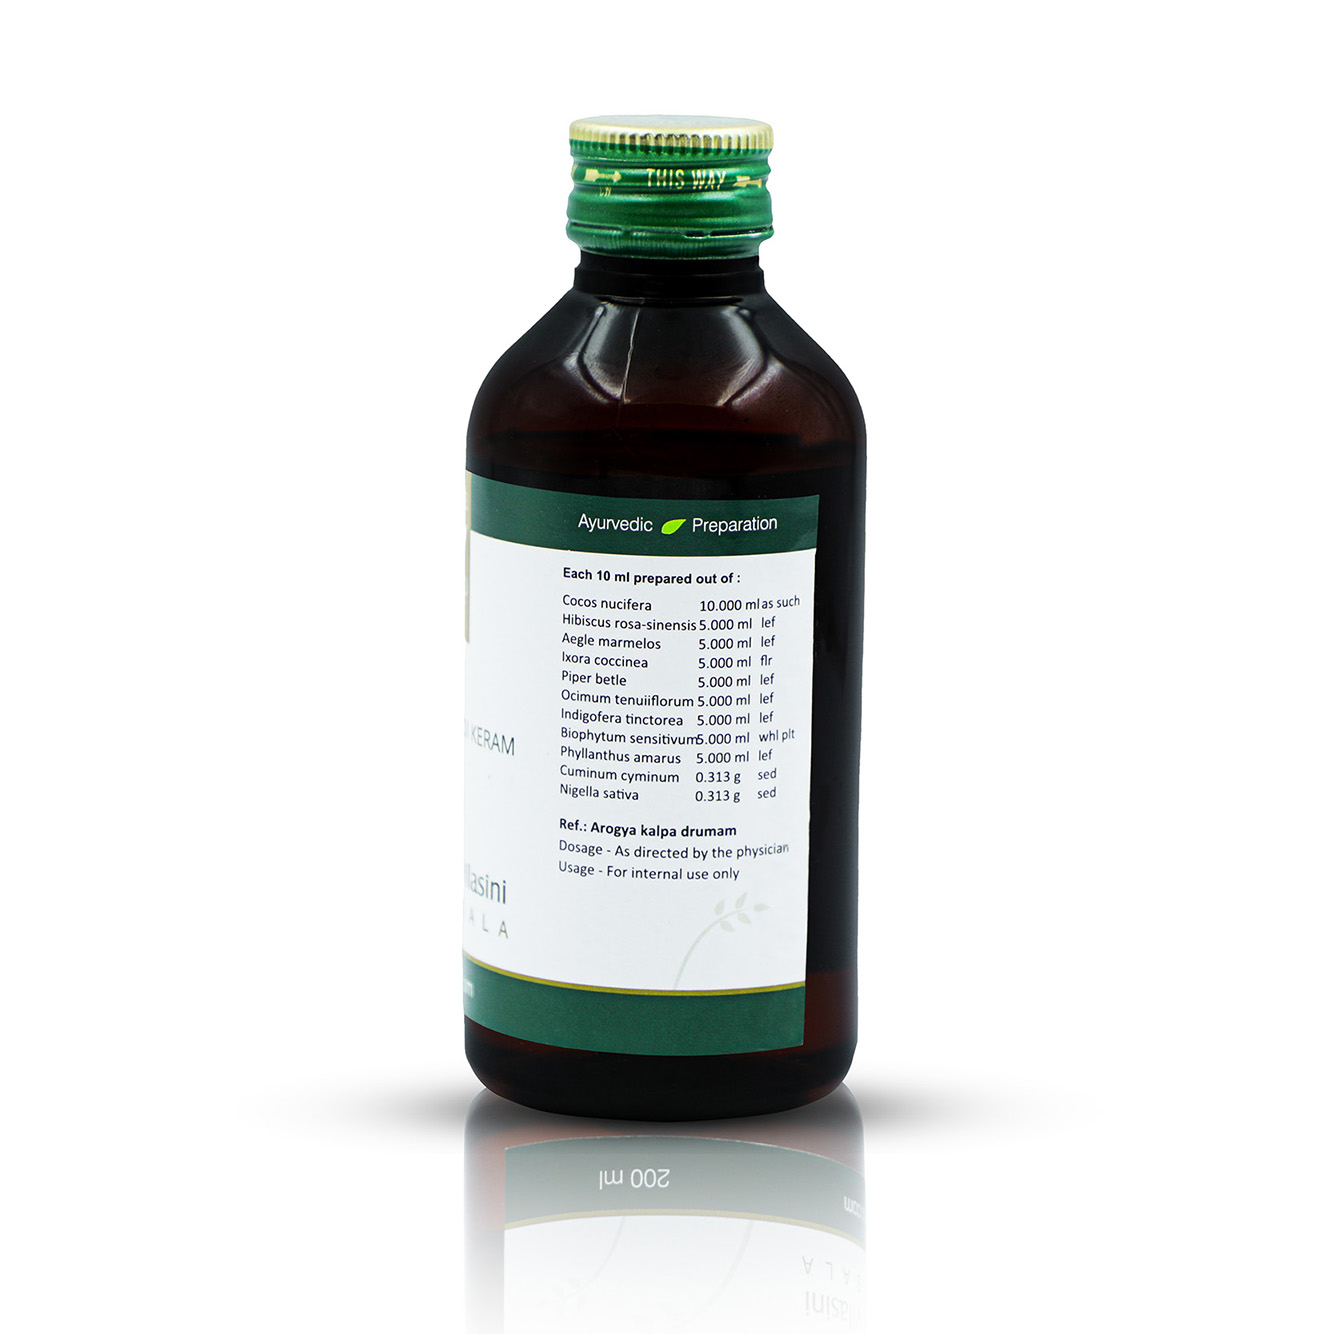 THIS WAY
Ayurvedic Preparation
Each 10 ml prepared out of :
Cocos nucifera 10.000 ml as such
Hibiscus rosa-sinensis 5.000 ml lef
Aegle marmelos 5.000 ml lef
Ixora coccinea 5.000 ml flr
Piper betle 5.000 ml lef
Ocimum tenuiiflorum 5.000 ml lef
Indigofera tinctorea 5.000 ml lef
Biophytum sensitivum 5.000 ml whl plt
Phyllanthus amarus 5.000 ml lef
Cuminum cyminum 0.313 g sed
Nigella sativa 0.313 g sed
Ref.: Arogya kalpa drumam
Dosage - As directed by the physician
Usage - For internal use only
KERAM
200 ml